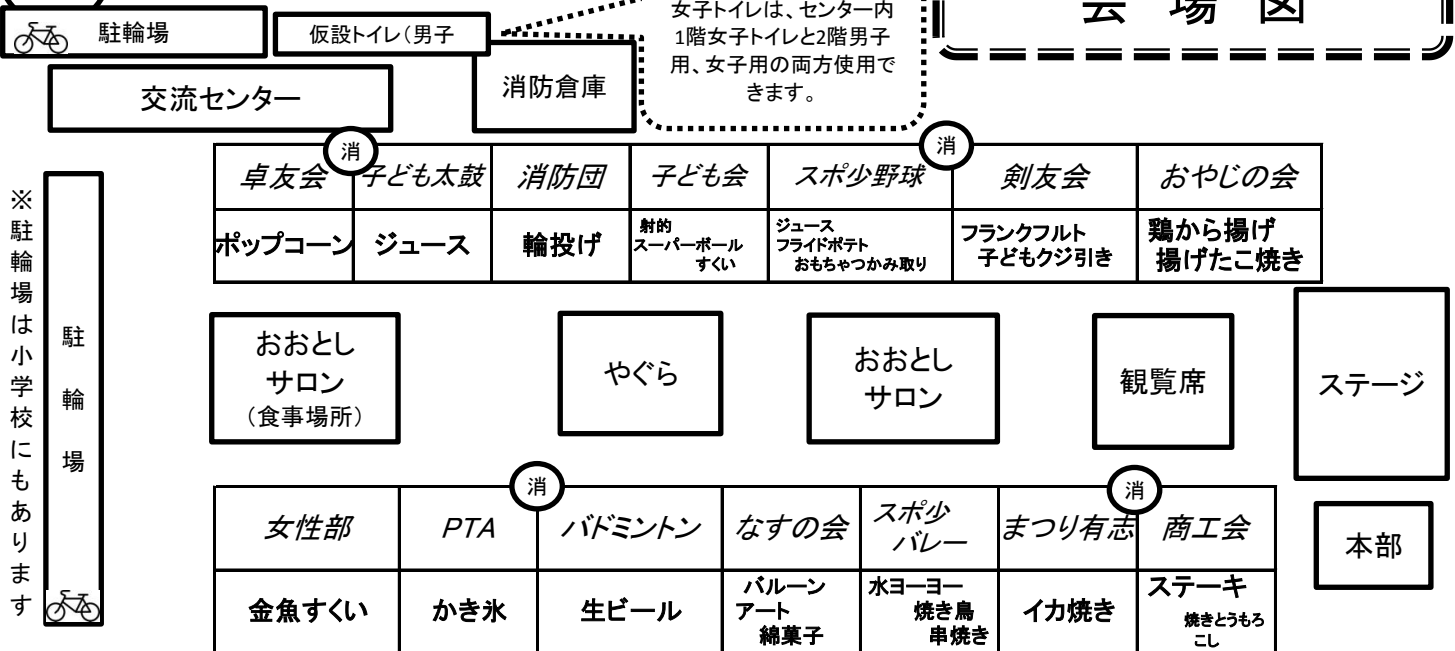 会場図
女子トイレは、センター内
1階女子トイレと2階男子
用、女子用の両方使用で
きます。
駐輪場
仮設トイレ(男子
交流センター
消防倉庫
消
消
卓友会
子ども太鼓
消防団
子ども会
スポ少野球
剣友会
おやじの会
ポップコーン
ジュース
輪投げ
射的
スーパーボール
すくい
ジュース
フライドポテト
おもちゃつかみ取り
フランクフルト
子どもクジ引き
鶏から揚げ
揚げたこ焼き
※駐輪場は小学校にもあります
駐輪場
おおとし
サロン
(食事場所)
やぐら
おおとし
サロン
観覧席
ステージ
消
消
女性部
PTA
バドミントン
なすの会
スポ少
バレー
まつり有志
商工会
本部
金魚すくい
かき氷
生ビール
バルーン
アート
綿菓子
水ヨーヨー
焼き鳥
串焼き
イカ焼き
ステーキ
焼きとうもろ
こし